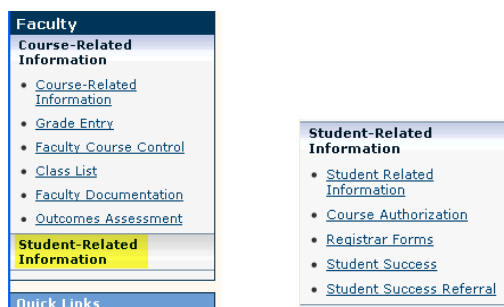 Faculty
Course-Related
Information
Course-Related
Information
Grade Entry
Faculty Course Control
Class List
Faculty Documentation
Outcomes Assessment
Student-Related
Information
Quick Links
Student-Related
Information
Student Related
Information
Course Authorization
Registrar Forms
Student Success
Student Success Referral